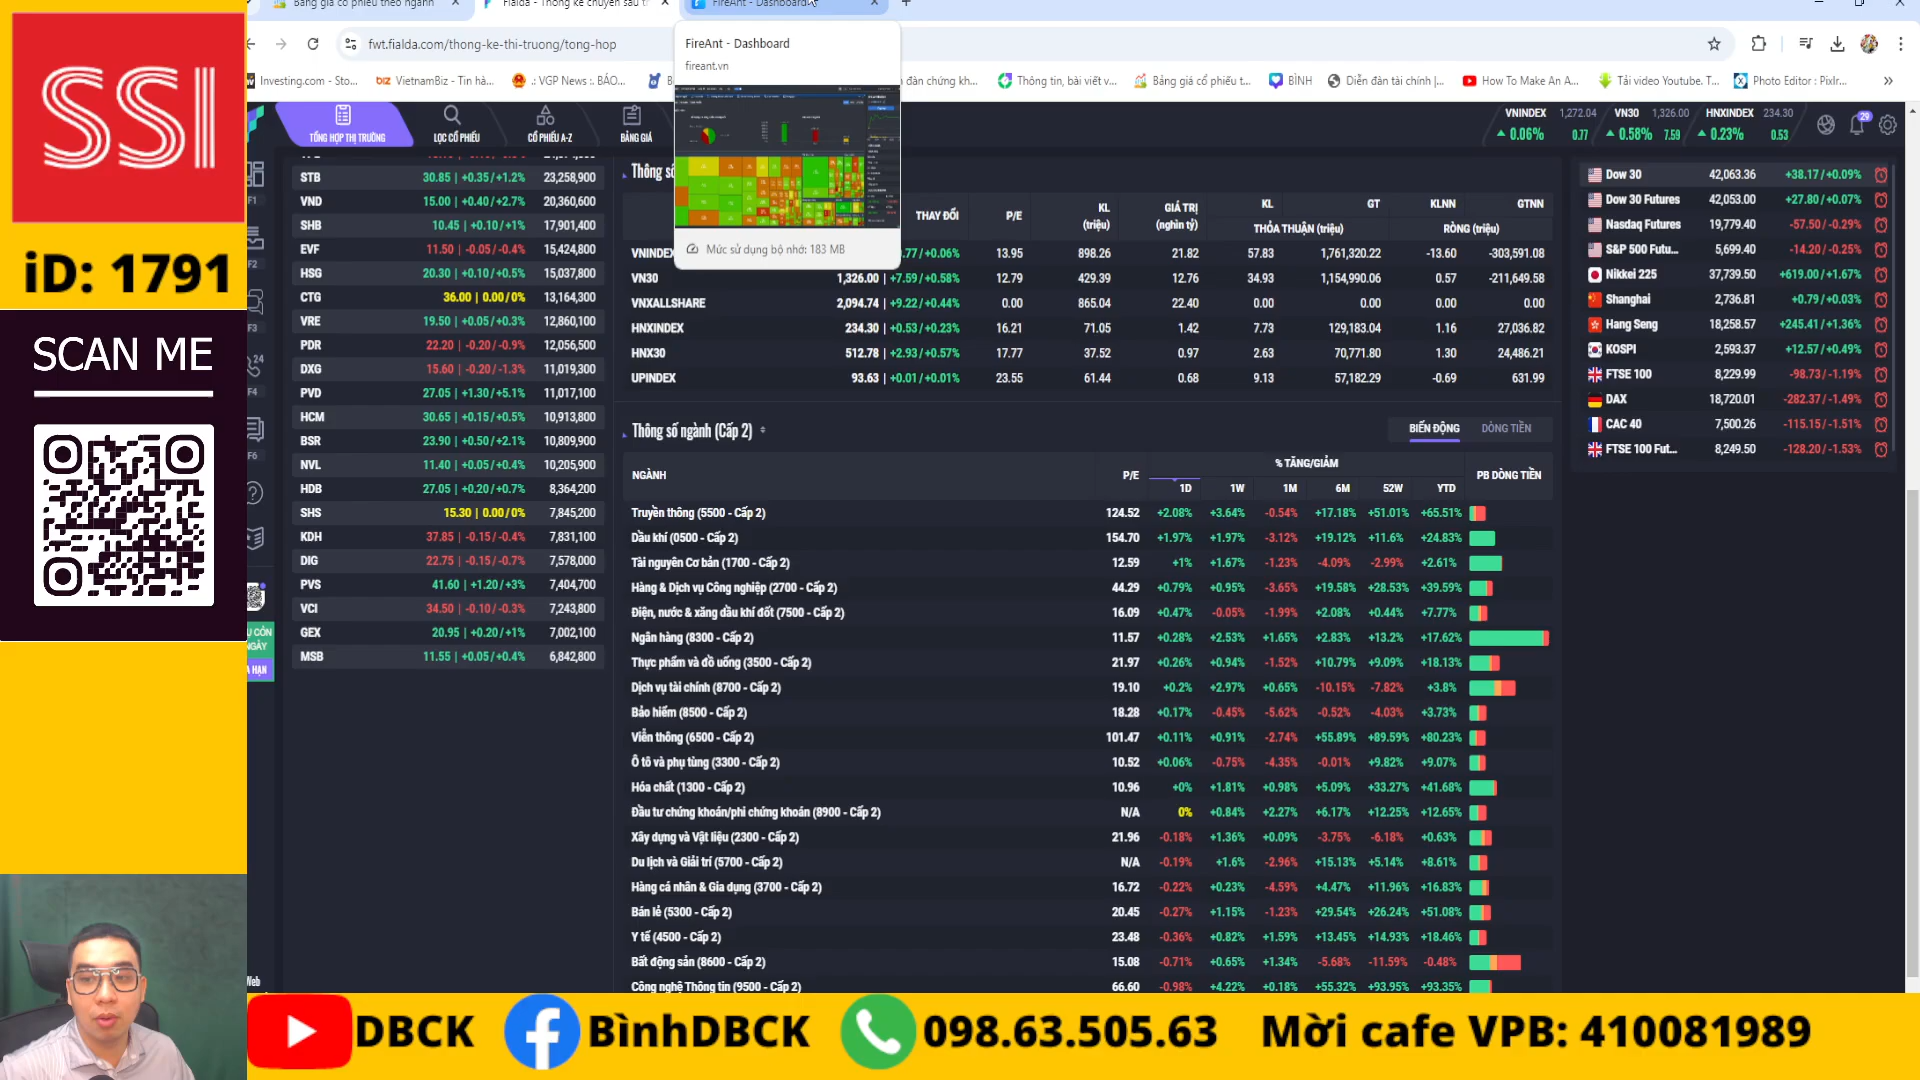 Bảng giá cổ phiếu theo ngành
Fialda - Thống kê chuyên sâu
FireAnt - Dashboard
fwt.fialda.com/thong-ke-thi-truong/tong-hop
FireAnt - Dashboard
fireant.vn
Mức sử dụng bộ nhớ: 183 MB
Investing.com - Sto...
VietnamBiz - Tin hà...
.: VGP News :. BÁO...
đàn chứng kh...
Thông tin, bài viết v...
Bảng giá cổ phiếu t...
BÌNH
Diễn đàn tài chính |...
How To Make An A...
Tải video Youtube. T...
Photo Editor : Pixlr...
TỔNG HỢP THỊ TRƯỜNG
LỌC CỔ PHIẾU
CỔ PHIẾU A-Z
BẢNG GIÁ
VNINDEX 1,272.04 0.06% 0.77
VN30 1,326.00 0.58% 7.59
HNXINDEX 234.30 0.23% 0.53
29
SSI
iD: 1791
SCAN ME
F1
F2
F3
24
F4
F6
Web
STB 30.85 | +0.35/+1.2% 23,258,900
VND 15.00 | +0.40/+2.7% 20,360,600
SHB 10.45 | +0.10/+1% 17,901,400
EVF 11.50 | -0.05/-0.4% 15,424,800
HSG 20.30 | +0.10/+0.5% 15,037,800
CTG 36.00 | 0.00/0% 13,164,300
VRE 19.50 | +0.05/+0.3% 12,860,100
PDR 22.20 | -0.20/-0.9% 12,056,500
DXG 15.60 | -0.20/-1.3% 11,019,300
PVD 27.05 | +1.30/+5.1% 11,017,100
HCM 30.65 | +0.15/+0.5% 10,913,800
BSR 23.90 | +0.50/+2.1% 10,809,900
NVL 11.40 | +0.05/+0.4% 10,205,900
HDB 27.05 | +0.20/+0.7% 8,364,200
SHS 15.30 | 0.00/0% 7,845,200
KDH 37.85 | -0.15/-0.4% 7,831,100
DIG 22.75 | -0.15/-0.7% 7,578,000
PVS 41.60 | +1.20/+3% 7,404,700
VCI 34.50 | -0.10/-0.3% 7,243,800
GEX 20.95 | +0.20/+1% 7,002,100
MSB 11.55 | +0.05/+0.4% 6,842,800
Thông số
THAY ĐỔI P/E KL (triệu) GIÁ TRỊ (nghìn tỷ) KL GT KLNN GTNN
THỎA THUẬN (triệu) RÒNG (triệu)
VNINDEX .77/+0.06% 13.95 898.26 21.82 57.83 1,761,320.22 -13.60 -303,591.08
VN30 1,326.00 | +7.59/+0.58% 12.79 429.39 12.76 34.93 1,154,990.06 0.57 -211,649.58
VNXALLSHARE 2,094.74 | +9.22/+0.44% 0.00 865.04 22.40 0.00 0.00 0.00 0.00
HNXINDEX 234.30 | +0.53/+0.23% 16.21 71.05 1.42 7.73 129,183.04 1.16 27,036.82
HNX30 512.78 | +2.93/+0.57% 17.77 37.52 0.97 2.63 70,771.80 1.30 24,486.21
UPINDEX 93.63 | +0.01/+0.01% 23.55 61.44 0.68 9.13 57,182.29 -0.69 631.99
Thông số ngành (Cấp 2)
BIẾN ĐỘNG DÒNG TIỀN
NGÀNH P/E % TĂNG/GIẢM PB DÒNG TIỀN
1D 1W 1M 6M 52W YTD
Truyền thông (5500 - Cấp 2) 124.52 +2.08% +3.64% -0.54% +17.18% +51.01% +65.51%
Dầu khí (0500 - Cấp 2) 154.70 +1.97% +1.97% -3.12% +19.12% +11.6% +24.83%
Tài nguyên Cơ bản (1700 - Cấp 2) 12.59 +1% +1.67% -1.23% -4.09% -2.99% +2.61%
Hàng & Dịch vụ Công nghiệp (2700 - Cấp 2) 44.29 +0.79% +0.95% -3.65% +19.58% +28.53% +39.59%
Điện, nước & xăng dầu khí đốt (7500 - Cấp 2) 16.09 +0.47% -0.05% -1.99% +2.08% +0.44% +7.77%
Ngân hàng (8300 - Cấp 2) 11.57 +0.28% +2.53% +1.65% +2.83% +13.2% +17.62%
Thực phẩm và đồ uống (3500 - Cấp 2) 21.97 +0.26% +0.94% -1.52% +10.79% +9.09% +18.13%
Dịch vụ tài chính (8700 - Cấp 2) 19.10 +0.2% +2.97% +0.65% -10.15% -7.82% +3.8%
Bảo hiểm (8500 - Cấp 2) 18.28 +0.17% -0.45% -5.62% -0.52% -4.03% +3.73%
Viễn thông (6500 - Cấp 2) 101.47 +0.11% +0.91% -2.74% +55.89% +89.59% +80.23%
Ô tô và phụ tùng (3300 - Cấp 2) 10.52 +0.06% -0.75% -4.35% -0.01% +9.82% +9.07%
Hóa chất (1300 - Cấp 2) 10.96 +0% +1.81% +0.98% +5.09% +33.27% +41.68%
Đầu tư chứng khoán/phi chứng khoán (8900 - Cấp 2) N/A 0% +0.84% +2.27% +6.17% +12.25% +12.65%
Xây dựng và Vật liệu (2300 - Cấp 2) 21.96 -0.18% +1.36% +0.09% -3.75% -6.18% +0.63%
Du lịch và Giải trí (5700 - Cấp 2) N/A -0.19% +1.6% -2.96% +15.13% +5.14% +8.61%
Hàng cá nhân & Gia dụng (3700 - Cấp 2) 16.72 -0.22% +0.23% -4.59% +4.47% +11.96% +16.83%
Bán lẻ (5300 - Cấp 2) 20.45 -0.27% +1.15% -1.23% +29.54% +26.24% +51.08%
Y tế (4500 - Cấp 2) 23.48 -0.36% +0.82% +1.59% +13.45% +14.93% +18.46%
Bất động sản (8600 - Cấp 2) 15.08 -0.71% +0.65% +1.34% -5.68% -11.59% -0.48%
Công nghệ Thông tin (9500 - Cấp 2) 66.60 -0.98% +4.22% +0.18% +55.32% +93.95% +93.35%
Dow 30 42,063.36 +38.17/+0.09%
Dow 30 Futures 42,053.00 +27.80/+0.07%
Nasdaq Futures 19,779.40 -57.50/-0.29%
S&P 500 Futu... 5,699.40 -14.20/-0.25%
Nikkei 225 37,739.50 +619.00/+1.67%
Shanghai 2,736.81 +0.79/+0.03%
Hang Seng 18,258.57 +245.41/+1.36%
KOSPI 2,593.37 +12.57/+0.49%
FTSE 100 8,229.99 -98.73/-1.19%
DAX 18,720.01 -282.37/-1.49%
CAC 40 7,500.26 -115.15/-1.51%
FTSE 100 Fut... 8,249.50 -128.20/-1.53%
DBCK
BìnhDBCK
098.63.505.63
Mời cafe VPB: 410081989